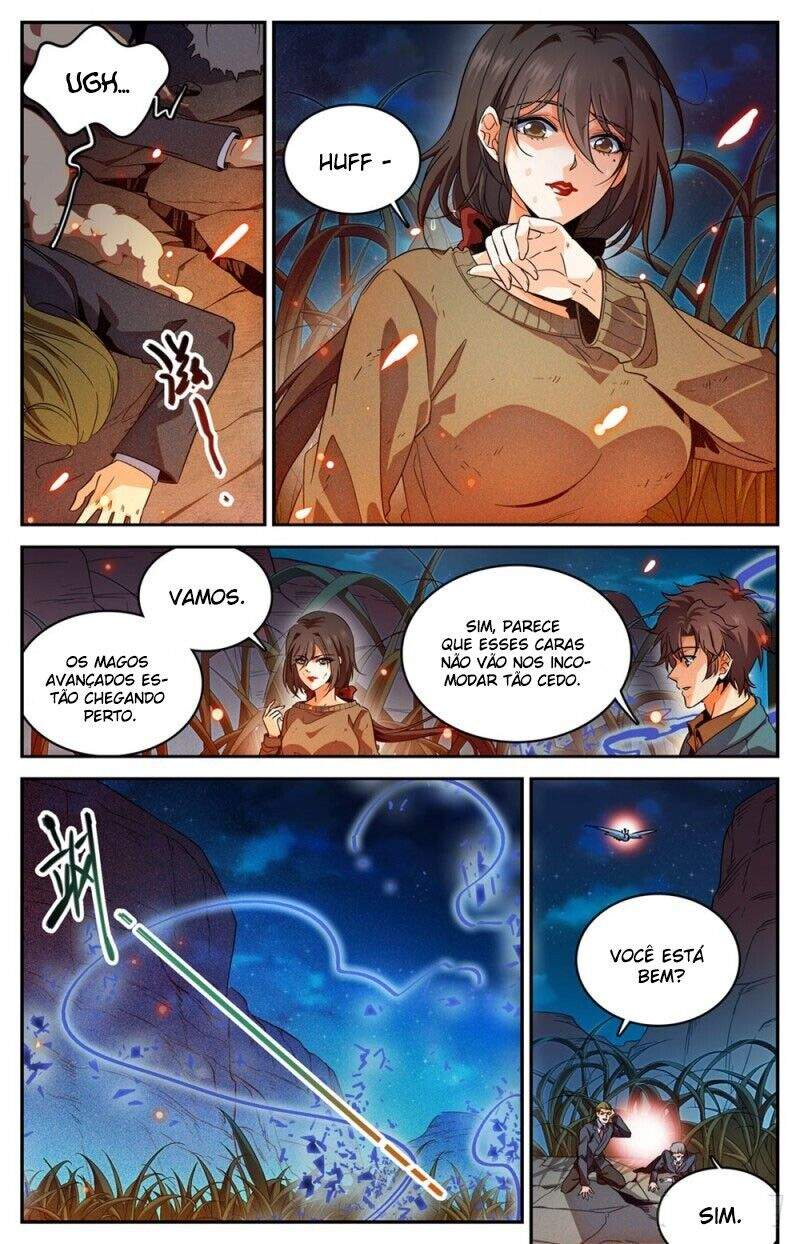 UGH...
HUFF -
VAMOS.
OS MAGOS
AVANÇADOS ES-
TÃO CHEGANDO
PERTO.
SIM, PARECE
QUE ESSES CARAS
NÃO VÃO NOS INCO-
MODAR TÃO CEDO.
VOCÊ ESTÁ
BEM?
SIM.